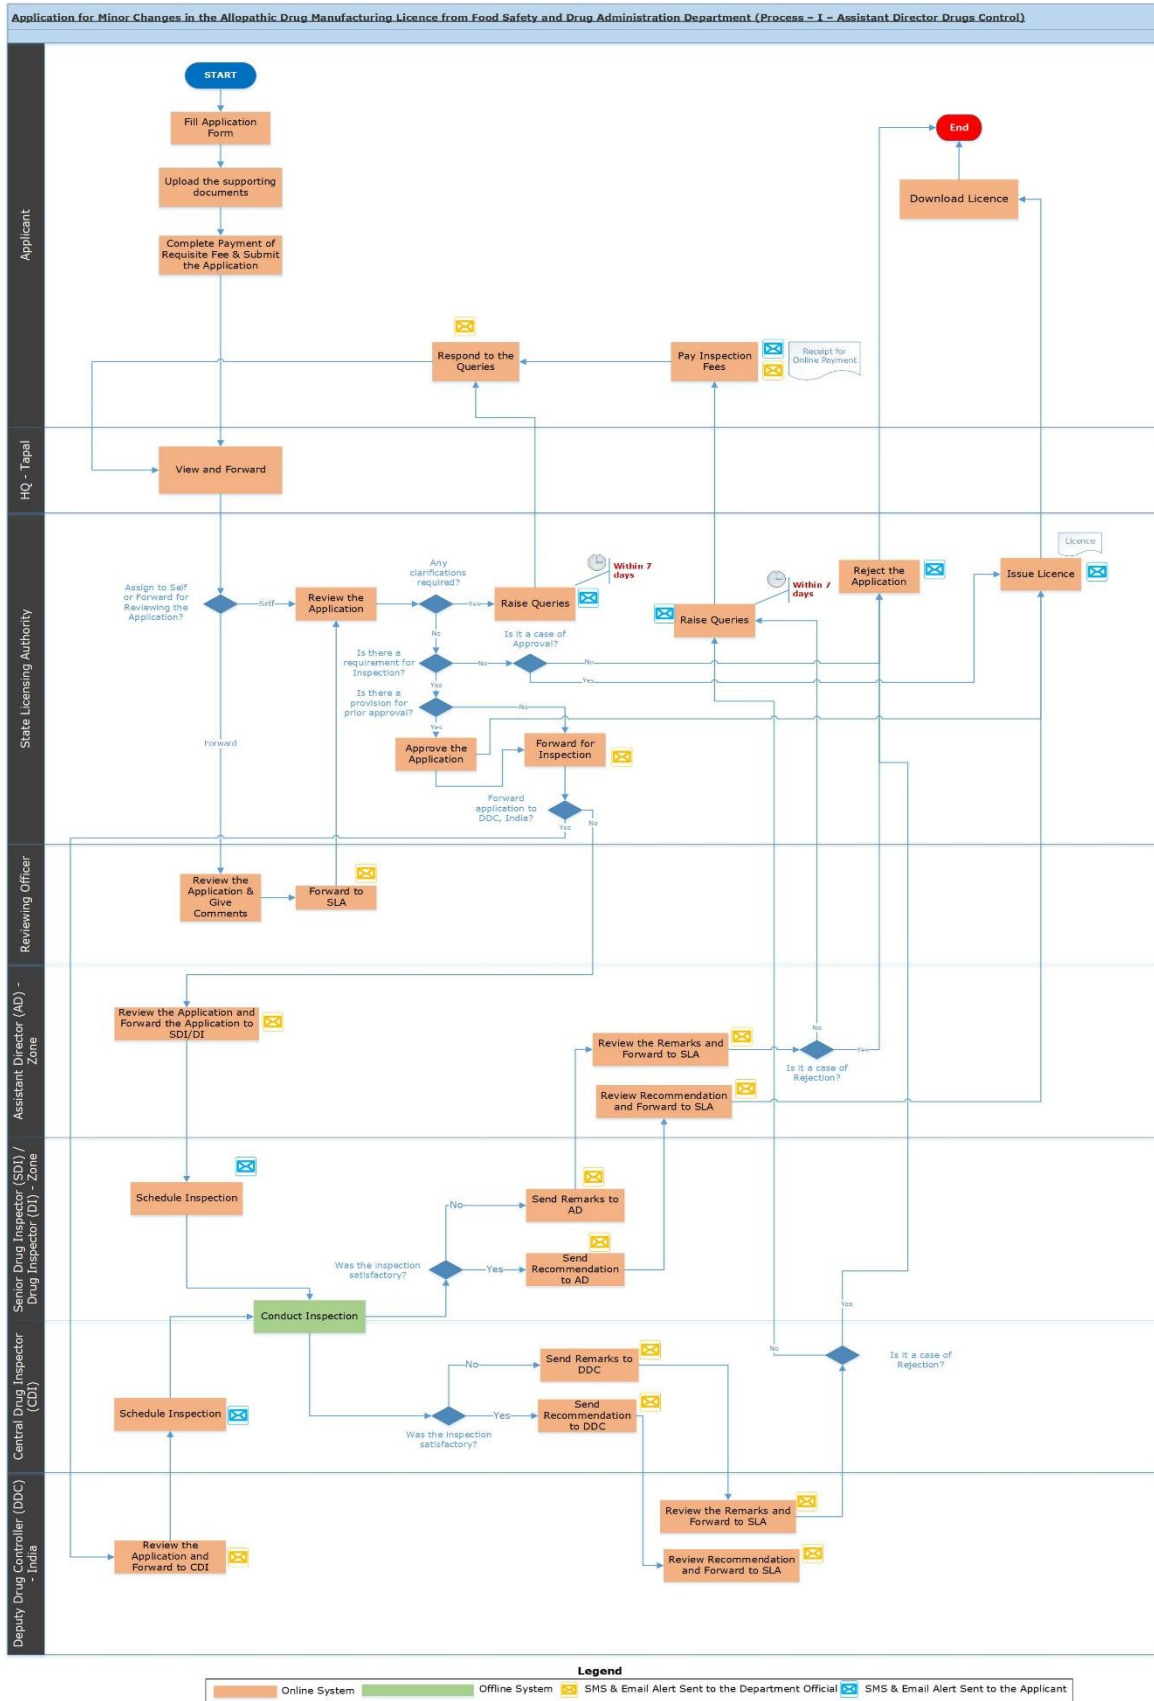 Application for Minor Changes in the Allopathic Drug Manufacturing Licence from Food Safety and Drug Administration Department (Process – I – Assistant Director Drugs Control)
Applicant
START
Fill Application
Form
Upload the supporting
documents
Complete Payment of
Requisite Fee & Submit
the Application
End
Download Licence
Respond to the
Queries
Pay Inspection
Fees
Receipt for
Online Payment
HQ - Tapal
View and Forward
State Licensing Authority
Assign to Self
or Forward for
Reviewing the
Application?
Self
Forward
Review the
Application
Any
clarifications
required?
Yes
No
Raise Queries
Within 7
days
Raise Queries
Within 7
days
Reject the
Application
Licence
Issue Licence
Is there a
requirement for
Inspection?
No
Yes
Is it a case of
Approval?
No
Yes
Is there a
provision for
prior approval?
No
Yes
Approve the
Application
Forward for
Inspection
Forward
application to
DDC, India?
Yes
No
Reviewing Officer
Review the
Application &
Give
Comments
Forward to
SLA
Assistant Director (AD) -
Zone
Review the Application and
Forward the Application to
SDI/DI
Review the Remarks and
Forward to SLA
No
Yes
Is it a case of
Rejection?
Review Recommendation
and Forward to SLA
Senior Drug Inspector (SDI) /
Drug Inspector (DI) - Zone
Schedule Inspection
Send Remarks to
AD
No
Was the inspection
satisfactory?
Yes
Send
Recommendation
to AD
Conduct Inspection
Central Drug Inspector
(CDI)
Yes
No
Is it a case of
Rejection?
Send Remarks to
DDC
No
Schedule Inspection
Yes
Send
Recommendation
to DDC
Was the inspection
satisfactory?
Deputy Drug Controller (DDC)
- India
Review the
Application and
Forward to CDI
Review the Remarks and
Forward to SLA
Review Recommendation
and Forward to SLA
Legend
Online System
Offline System
SMS & Email Alert Sent to the Department Official
SMS & Email Alert Sent to the Applicant